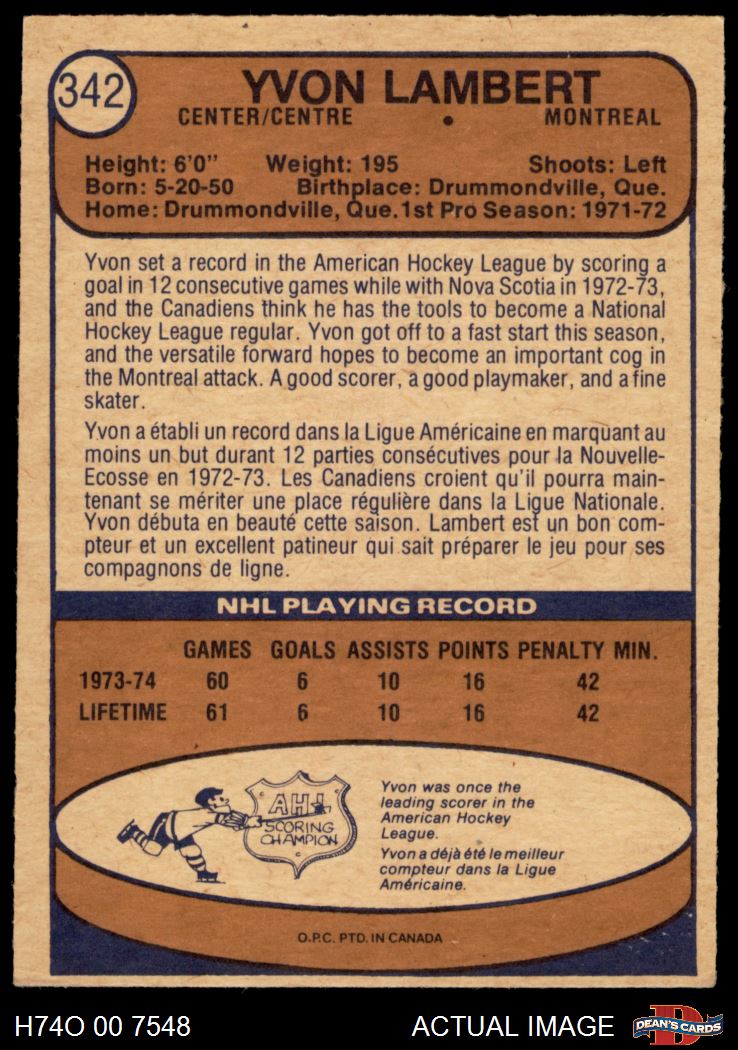 342
YVON LAMBERT
CENTER/CENTRE • MONTREAL
Height: 6'0" Weight: 195 Shoots: Left
Born: 5-20-50 Birthplace: Drummondville, Que.
Home: Drummondville, Que. 1st Pro Season: 1971-72
Yvon set a record in the American Hockey League by scoring a
goal in 12 consecutive games while with Nova Scotia in 1972-73,
and the Canadiens think he has the tools to become a National
Hockey League regular. Yvon got off to a fast start this season,
and the versatile forward hopes to become an important cog in
the Montreal attack. A good scorer, a good playmaker, and a fine
skater.
Yvon a établi un record dans la Ligue Américaine en marquant au
moins un but durant 12 parties consécutives pour la Nouvelle-
Ecosse en 1972-73. Les Canadiens croient qu'il pourra main-
tenant se mériter une place régulière dans la Ligue Nationale.
Yvon débuta en beauté cette saison. Lambert est un bon com-
pteur et un excellent patineur qui sait préparer le jeu pour ses
compagnons de ligne.
NHL PLAYING RECORD
GAMES GOALS ASSISTS POINTS PENALTY MIN.
1973-74 60 6 10 16 42
LIFETIME 61 6 10 16 42
AHL
SCORING
CHAMPION
Yvon was once the
leading scorer in the
American Hockey
League.
Yvon a déjà été le meilleur
compteur dans la Ligue
Américaine.
O.P.C. PTD. IN CANADA
H74O 00 7548 ACTUAL IMAGE D DEAN'S CARDS